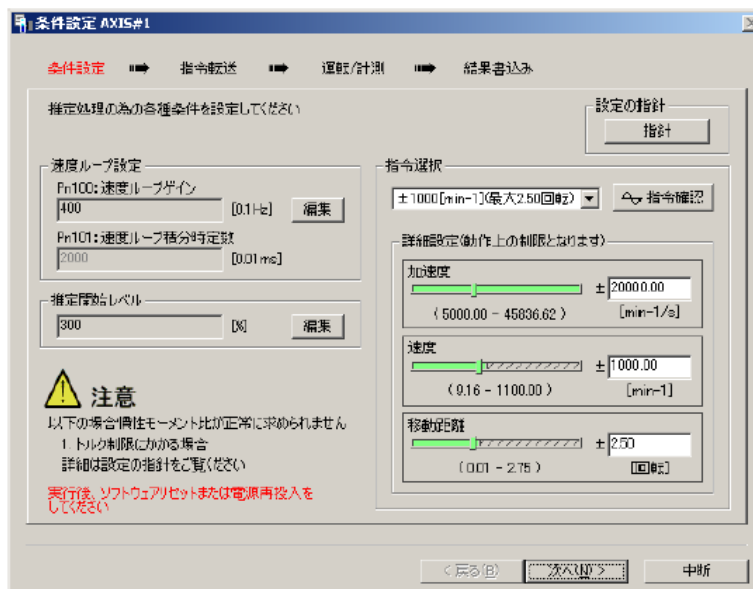 条件設定 AXIS#1
条件設定 指令転送 運転/計測 結果書込み
推定処理の為の各種条件を設定してください
設定の指針
指針
速度ループ設定
Pn100:速度ループゲイン
400 [0.1Hz] 編集
Pn101:速度ループ積分時定数
2000 [0.01ms]
推定開始レベル
300 [%] 編集
注意
以下の場合慣性モーメント比が正常に求められません
1. トルク制限にかかる場合
詳細は設定の指針をご覧ください
実行後、ソフトウェアリセットまたは電源再投入を
してください
指令選択
±1000[min-1](最大2.50回転) 指令確認
詳細設定(動作上の制限となります)
加速度
±20000.00
(5000.00 - 45836.62) [min-1/s]
速度
±1000.00
(9.16 - 1100.00) [min-1]
移動距離
±2.50
(0.01 - 2.75) [回転]
< 戻る(B) 次へ(N) > 中断